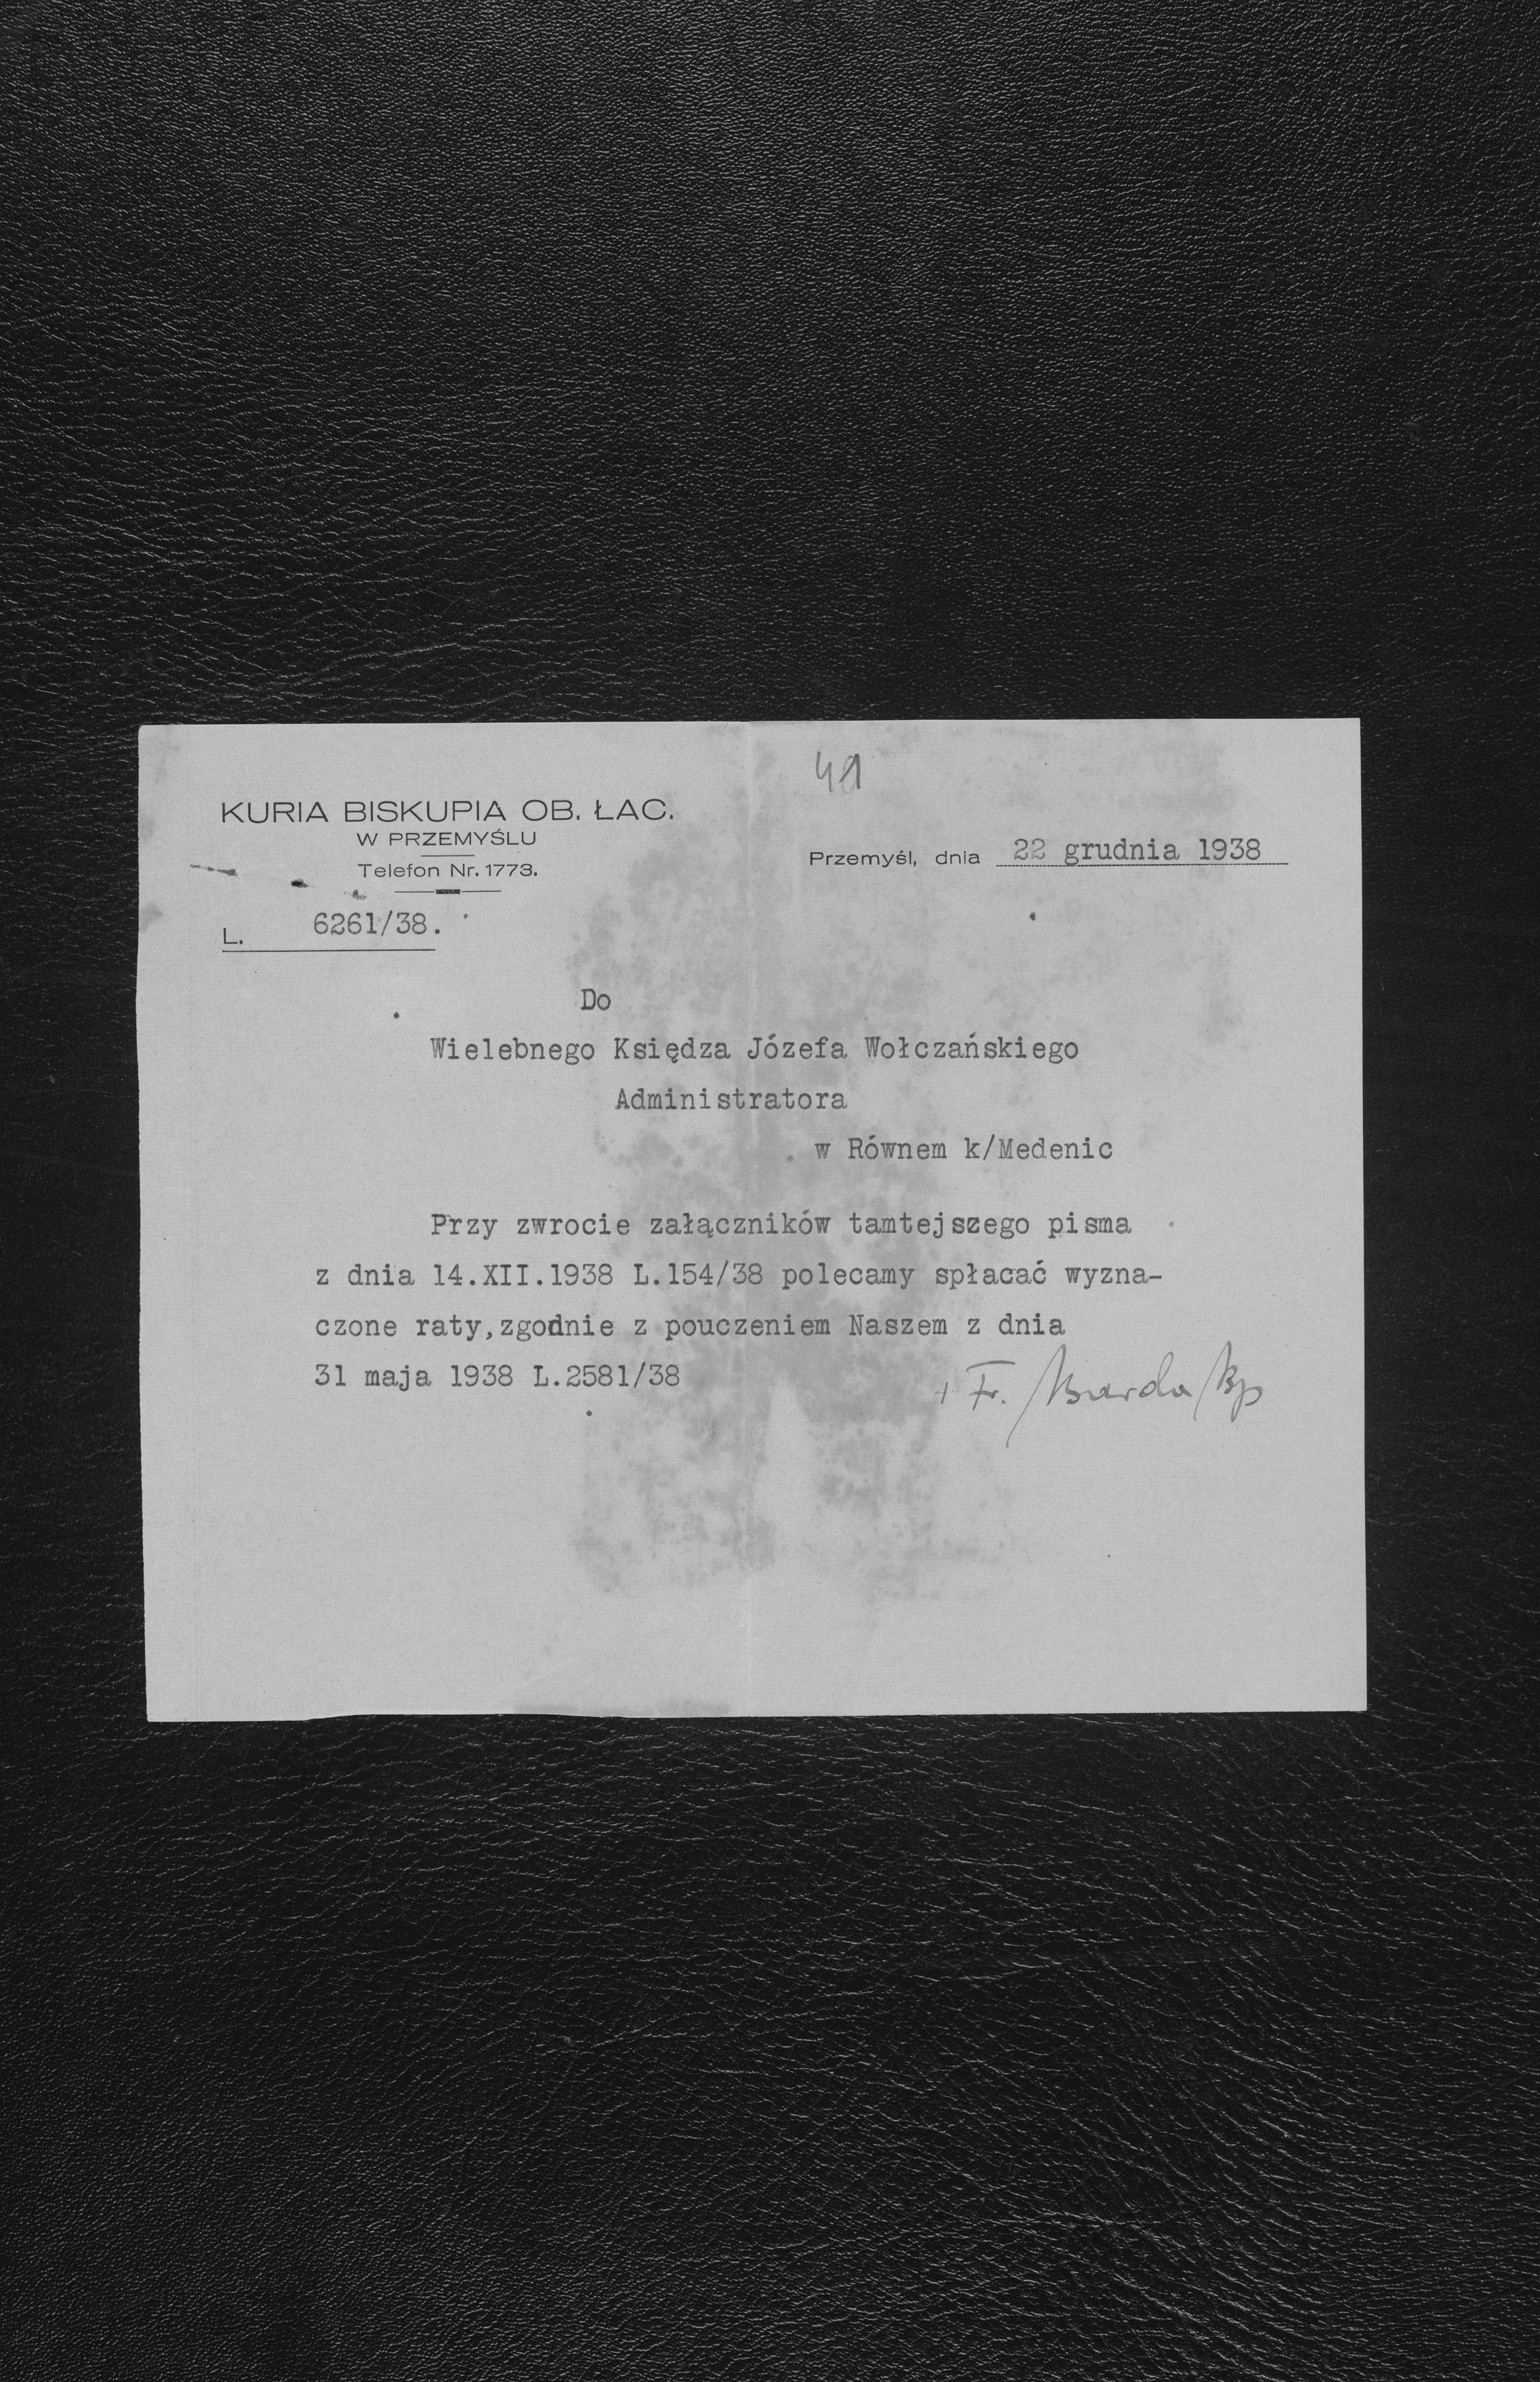 KURIA BISKUPIA OB. ŁAC.
W PRZEMYŚLU
Telefon Nr. 1773.
L. 6261/38.
Przemyśl, dnia 22 grudnia 1938
Do
Wielebnego Księdza Józefa Wołczańskiego
Administratora
w Równem k/Medenic
Przy zwrocie załączników tamtejszego pisma
z dnia 14.XII.1938 L.154/38 polecamy spłacać wyzna-
czone raty,zgodnie z pouczeniem Naszem z dnia
31 maja 1938 L.2581/38
+ Fr. Barda Bp